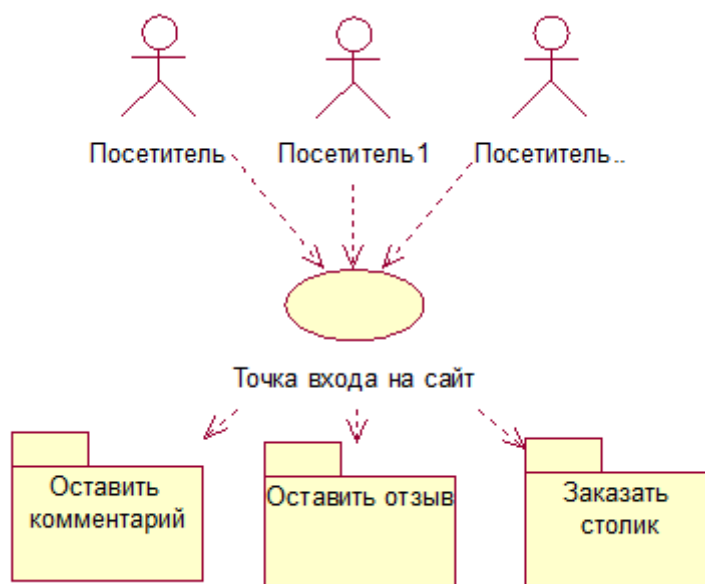 Посетитель
Посетитель1
Посетитель..
Точка входа на сайт
Оставить
комментарий
Оставить отзыв
Заказать
столик